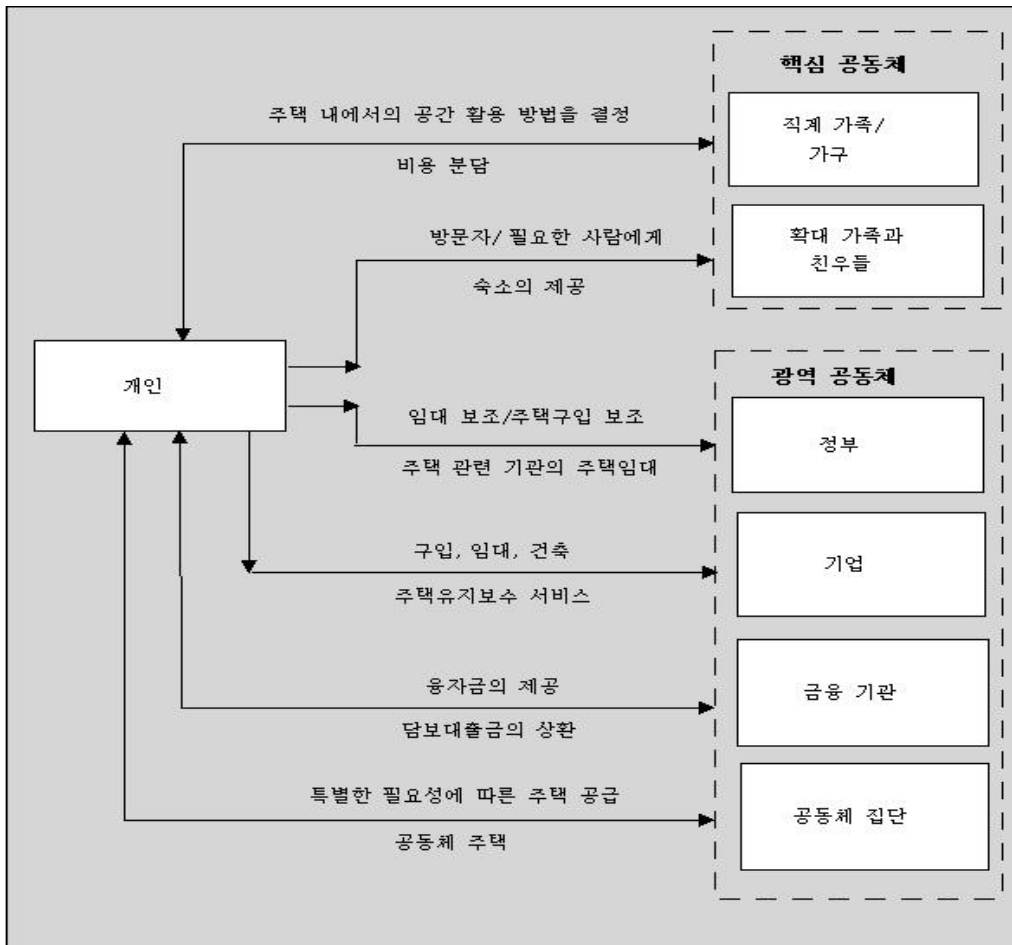 핵심 공동체
주택 내에서의 공간 활용 방법을 결정
비용 분담
직계 가족/
가구
방문자/ 필요한 사람에게
숙소의 제공
확대 가족과
친우들
개인
광역 공동체
임대 보조/주택구입 보조
주택 관련 기관의 주택임대
정부
구입, 임대, 건축
주택유지보수 서비스
기업
융자금의 제공
담보대출금의 상환
금융 기관
특별한 필요성에 따른 주택 공급
공동체 주택
공동체 집단